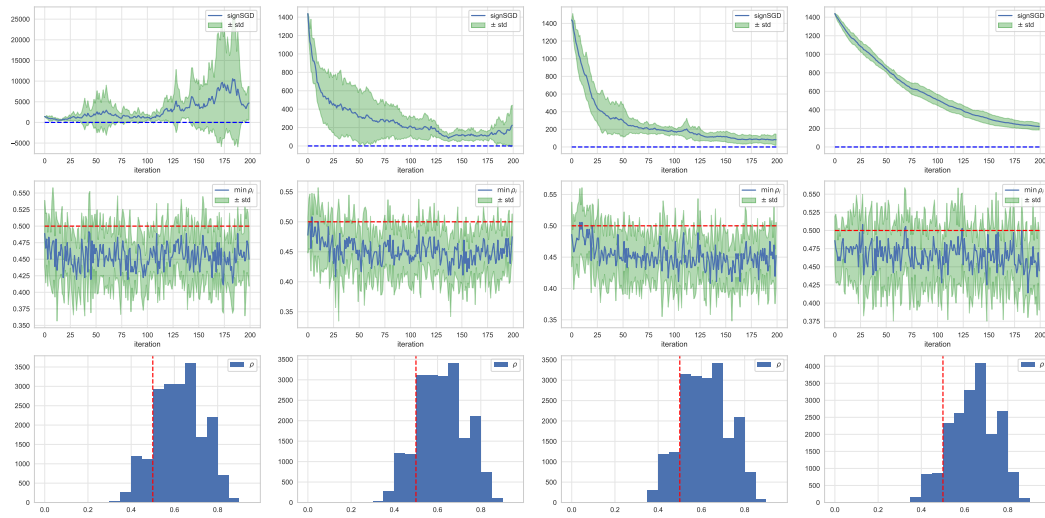 25000
20000
15000
10000
5000
0
−5000
0 25 50 75 100 125 150 175 200
iteration
signSGD
± std
1400
1200
1000
800
600
400
200
0
0 25 50 75 100 125 150 175 200
iteration
signSGD
± std
1400
1200
1000
800
600
400
200
0
0 25 50 75 100 125 150 175 200
iteration
signSGD
± std
1400
1200
1000
800
600
400
200
0
0 25 50 75 100 125 150 175 200
iteration
signSGD
± std
0.550
0.525
0.500
0.475
0.450
0.425
0.400
0.375
0.350
0 25 50 75 100 125 150 175 200
iteration
min ρᵢ
± std
0.55
0.50
0.45
0.40
0.35
0 25 50 75 100 125 150 175 200
iteration
min ρᵢ
± std
0.55
0.50
0.45
0.40
0.35
0 25 50 75 100 125 150 175 200
iteration
min ρᵢ
± std
0.575
0.550
0.525
0.500
0.475
0.450
0.425
0.400
0.375
0 25 50 75 100 125 150 175 200
iteration
min ρᵢ
± std
3500
3000
2500
2000
1500
1000
500
0
0.0 0.2 0.4 0.6 0.8
ρ
3500
3000
2500
2000
1500
1000
500
0
0.0 0.2 0.4 0.6 0.8
ρ
3500
3000
2500
2000
1500
1000
500
0
0.0 0.2 0.4 0.6 0.8
ρ
4000
3500
3000
2500
2000
1500
1000
500
0
0.0 0.2 0.4 0.6 0.8
ρ